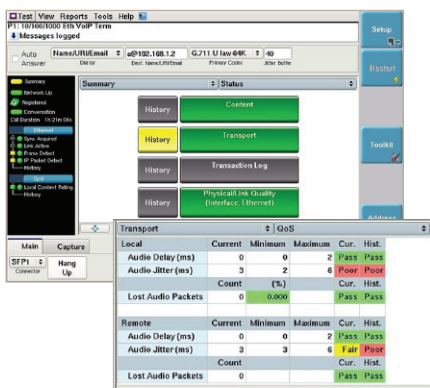 Test View Reports Tools Help
P1: 10/100/1000 Eth VoIP Term
Messages logged
Setup
Auto Answer
Name/URI/Email
a@192.168.1.2
G.711 U law 64K
40
Dial by
Dest. Name/URI/Email
Primary Codec
Jitter Buffer
Restart
Summary
Network Up
Registered
Conversation
Call Duration
Ethernet
Sync Acquired
Link Active
Frame Detect
IP Packet Detect
History
QoS
Local Content Rating
History
Summary
Status
History
Content
History
Transport
History
Transaction Log
History
Physical/Link Quality
(Interface, Ethernet)
Toolkit
Address
Main
Capture
SFP1
Connector
Hang Up
Transport
QoS
Local Current Minimum Maximum Cur. Hist.
Audio Delay (ms) 0 0 2 Pass Pass
Audio Jitter (ms) 3 2 6 Poor Poor
Count (%)
Lost Audio Packets 0 0.000 Pass Pass
Remote Current Minimum Maximum Cur. Hist.
Audio Delay (ms) 0 0 2 Pass Pass
Audio Jitter (ms) 3 3 6 Fair Poor
Count Cur. Hist.
Lost Audio Packets 0 Pass Pass